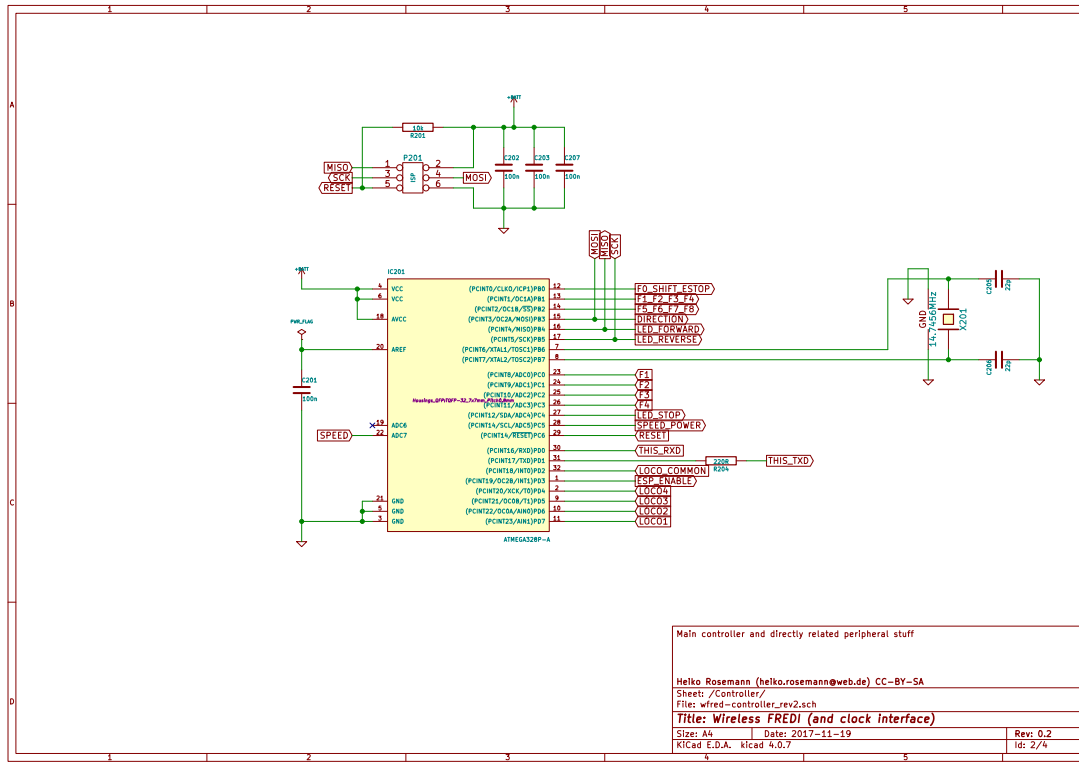 1 2 3 4 5
A
B
C
D
+BATT
10k
R201
P201
ISP
MISO 1 2
SCK 3 4 MOSI
RESET 5 6
C202
100n
C203
100n
C207
100n
MOSI
MISO
SCK
+BATT
PWR_FLAG
C201
100n
SPEED
IC201
4 VCC
6 VCC
18 AVCC
20 AREF
19 ADC6
22 ADC7
21 GND
5 GND
3 GND
(PCINT0/CLKO/ICP1)PB0 12 F0_SHIFT_ESTOP
(PCINT1/OC1A)PB1 13 F1_F2_F3_F4
(PCINT2/OC1B/SS)PB2 14 F5_F6_F7_F8
(PCINT3/OC2A/MOSI)PB3 15 DIRECTION
(PCINT4/MISO)PB4 16 LED_FORWARD
(PCINT5/SCK)PB5 17 LED_REVERSE
(PCINT6/XTAL1/TOSC1)PB6 7
(PCINT7/XTAL2/TOSC2)PB7 8
(PCINT8/ADC0)PC0 23 F1
(PCINT9/ADC1)PC1 24 F2
(PCINT10/ADC2)PC2 25 F3
(PCINT11/ADC3)PC3 26 F4
(PCINT12/SDA/ADC4)PC4 27 LED_STOP
(PCINT14/SCL/ADC5)PC5 28 SPEED_POWER
(PCINT14/RESET)PC6 29 RESET
(PCINT16/RXD)PD0 30 THIS_RXD
(PCINT17/TXD)PD1 31
(PCINT18/INT0)PD2 32 LOCO_COMMON
(PCINT19/OC2B/INT1)PD3 1 ESP_ENABLE
(PCINT20/XCK/T0)PD4 2 LOCO4
(PCINT21/OC0B/T1)PD5 9 LOCO3
(PCINT22/OC0A/AIN0)PD6 10 LOCO2
(PCINT23/AIN1)PD7 11 LOCO1
Housings_QFP:TQFP-32_7x7mm_Pitch0.8mm
ATMEGA328P-A
220R
R204
THIS_TXD
GND
14.7456MHz
X201
C205
22p
C206
22p
Main controller and directly related peripheral stuff
Heiko Rosemann (heiko.rosemann@web.de) CC-BY-SA
Sheet: /Controller/
File: wfred-controller_rev2.sch
Title: Wireless FREDI (and clock interface)
Size: A4 Date: 2017-11-19 Rev: 0.2
KiCad E.D.A. kicad 4.0.7 Id: 2/4
1 2 3 4 5